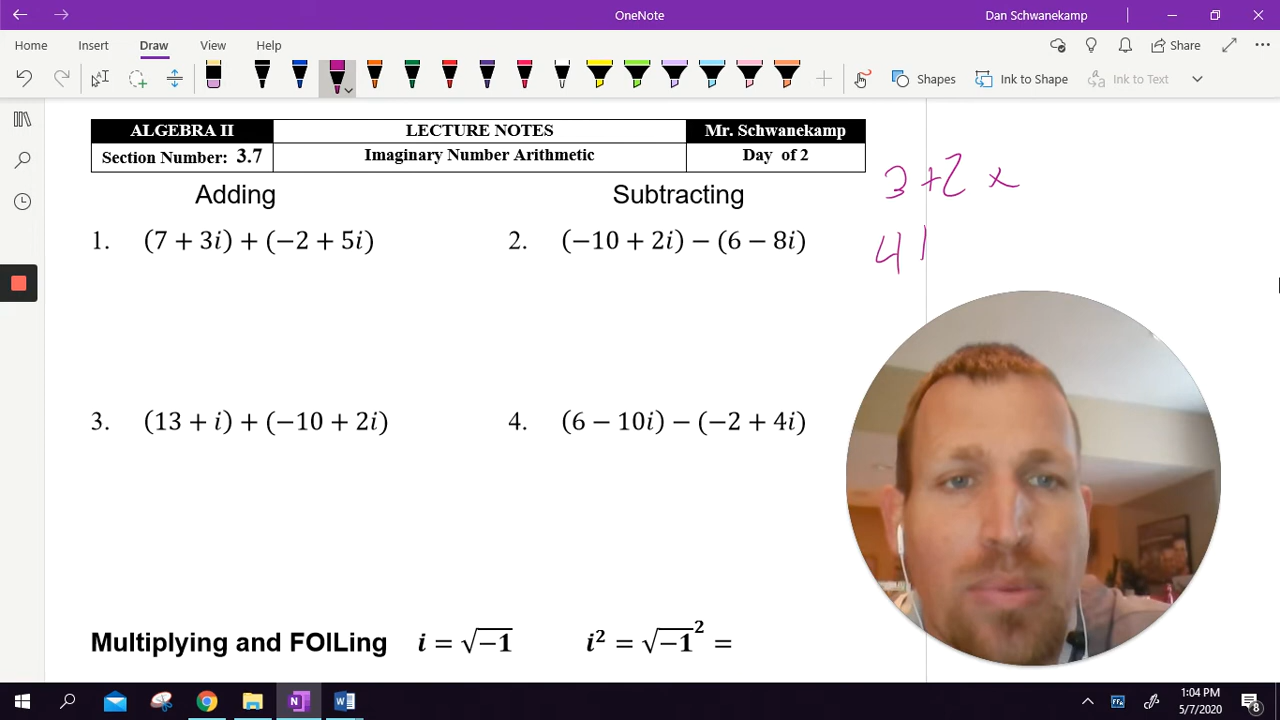 OneNote
Dan Schwanekamp
Home Insert Draw View Help
Share
Shapes Ink to Shape Ink to Text
ALGEBRA II LECTURE NOTES Mr. Schwanekamp
Section Number: 3.7 Imaginary Number Arithmetic Day of 2
Adding Subtracting
3 + 2 x
1. (7 + 3i) + (−2 + 5i) 2. (−10 + 2i) − (6 − 8i)
4
3. (13 + i) + (−10 + 2i) 4. (6 − 10i) − (−2 + 4i)
Multiplying and FOILing i = √−1 i² = √−1² =
1:04 PM
5/7/2020
8